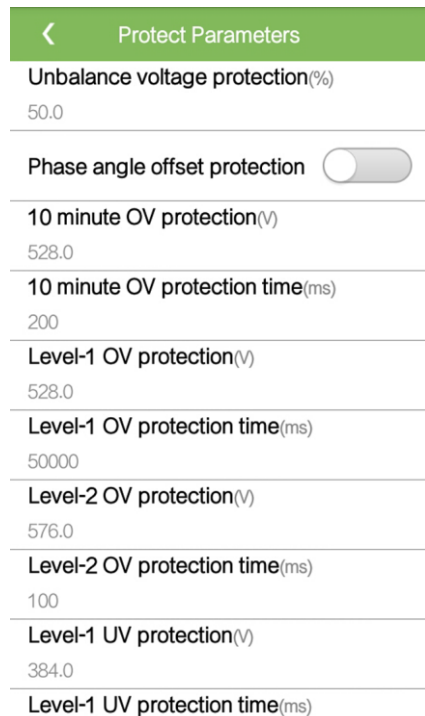 Protect Parameters
Unbalance voltage protection(%)
50.0
Phase angle offset protection
10 minute OV protection(V)
528.0
10 minute OV protection time(ms)
200
Level-1 OV protection(V)
528.0
Level-1 OV protection time(ms)
50000
Level-2 OV protection(V)
576.0
Level-2 OV protection time(ms)
100
Level-1 UV protection(V)
384.0
Level-1 UV protection time(ms)